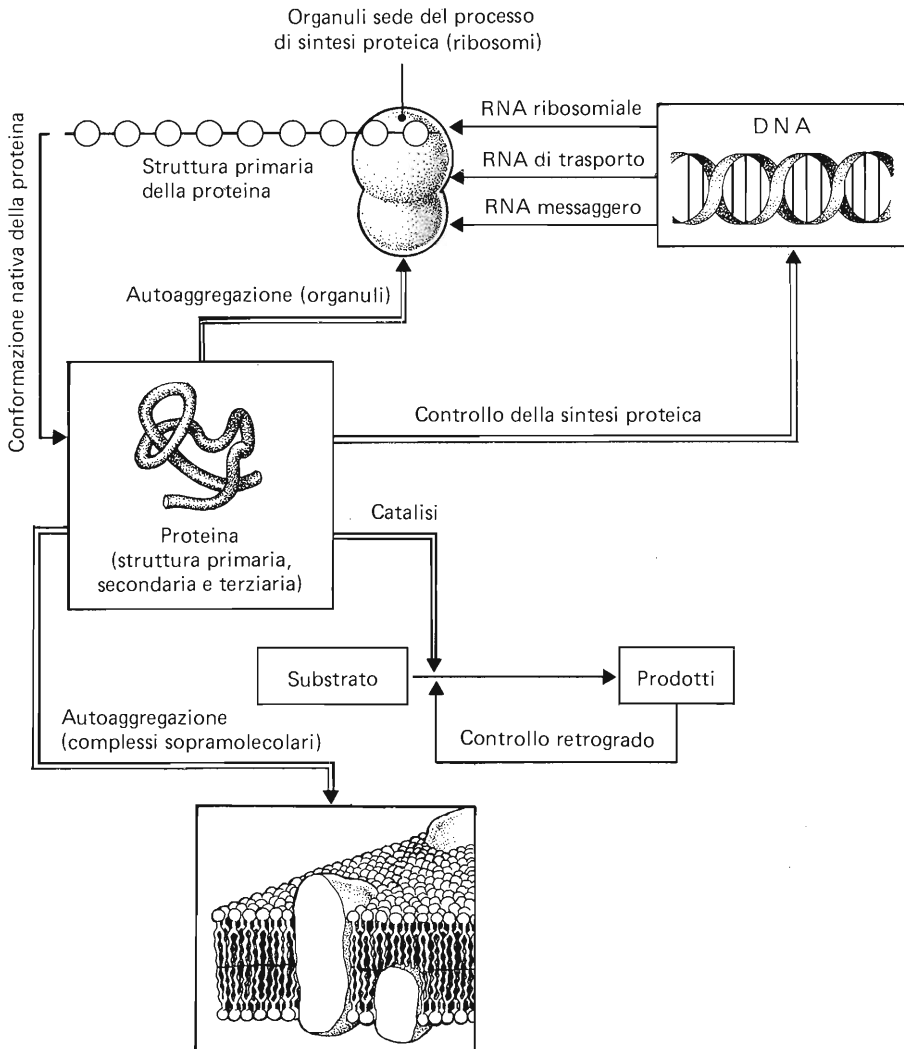 Organuli sede del processo
di sintesi proteica (ribosomi)
RNA ribosomiale
DNA
RNA di trasporto
RNA messaggero
Struttura primaria
della proteina
Conformazione nativa della proteina
Autoaggregazione (organuli)
Controllo della sintesi proteica
Proteina
(struttura primaria,
secondaria e terziaria)
Catalisi
Substrato
Prodotti
Controllo retrogrado
Autoaggregazione
(complessi sopramolecolari)